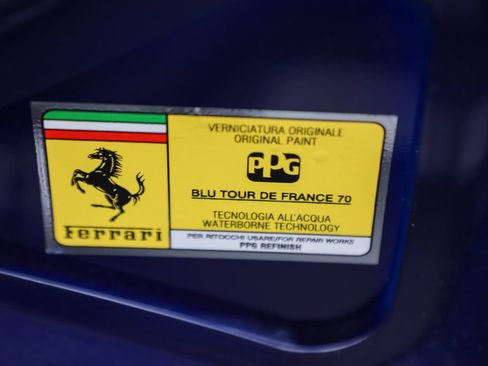 VERNICIATURA ORIGINALE
ORIGINAL PAINT
PPG
BLU TOUR DE FRANCE 70
TECNOLOGIA ALL'ACQUA
WATERBORNE TECHNOLOGY
Ferrari
PER RITOCCHI USARE/FOR REPAIR WORKS
PPG REFINISH